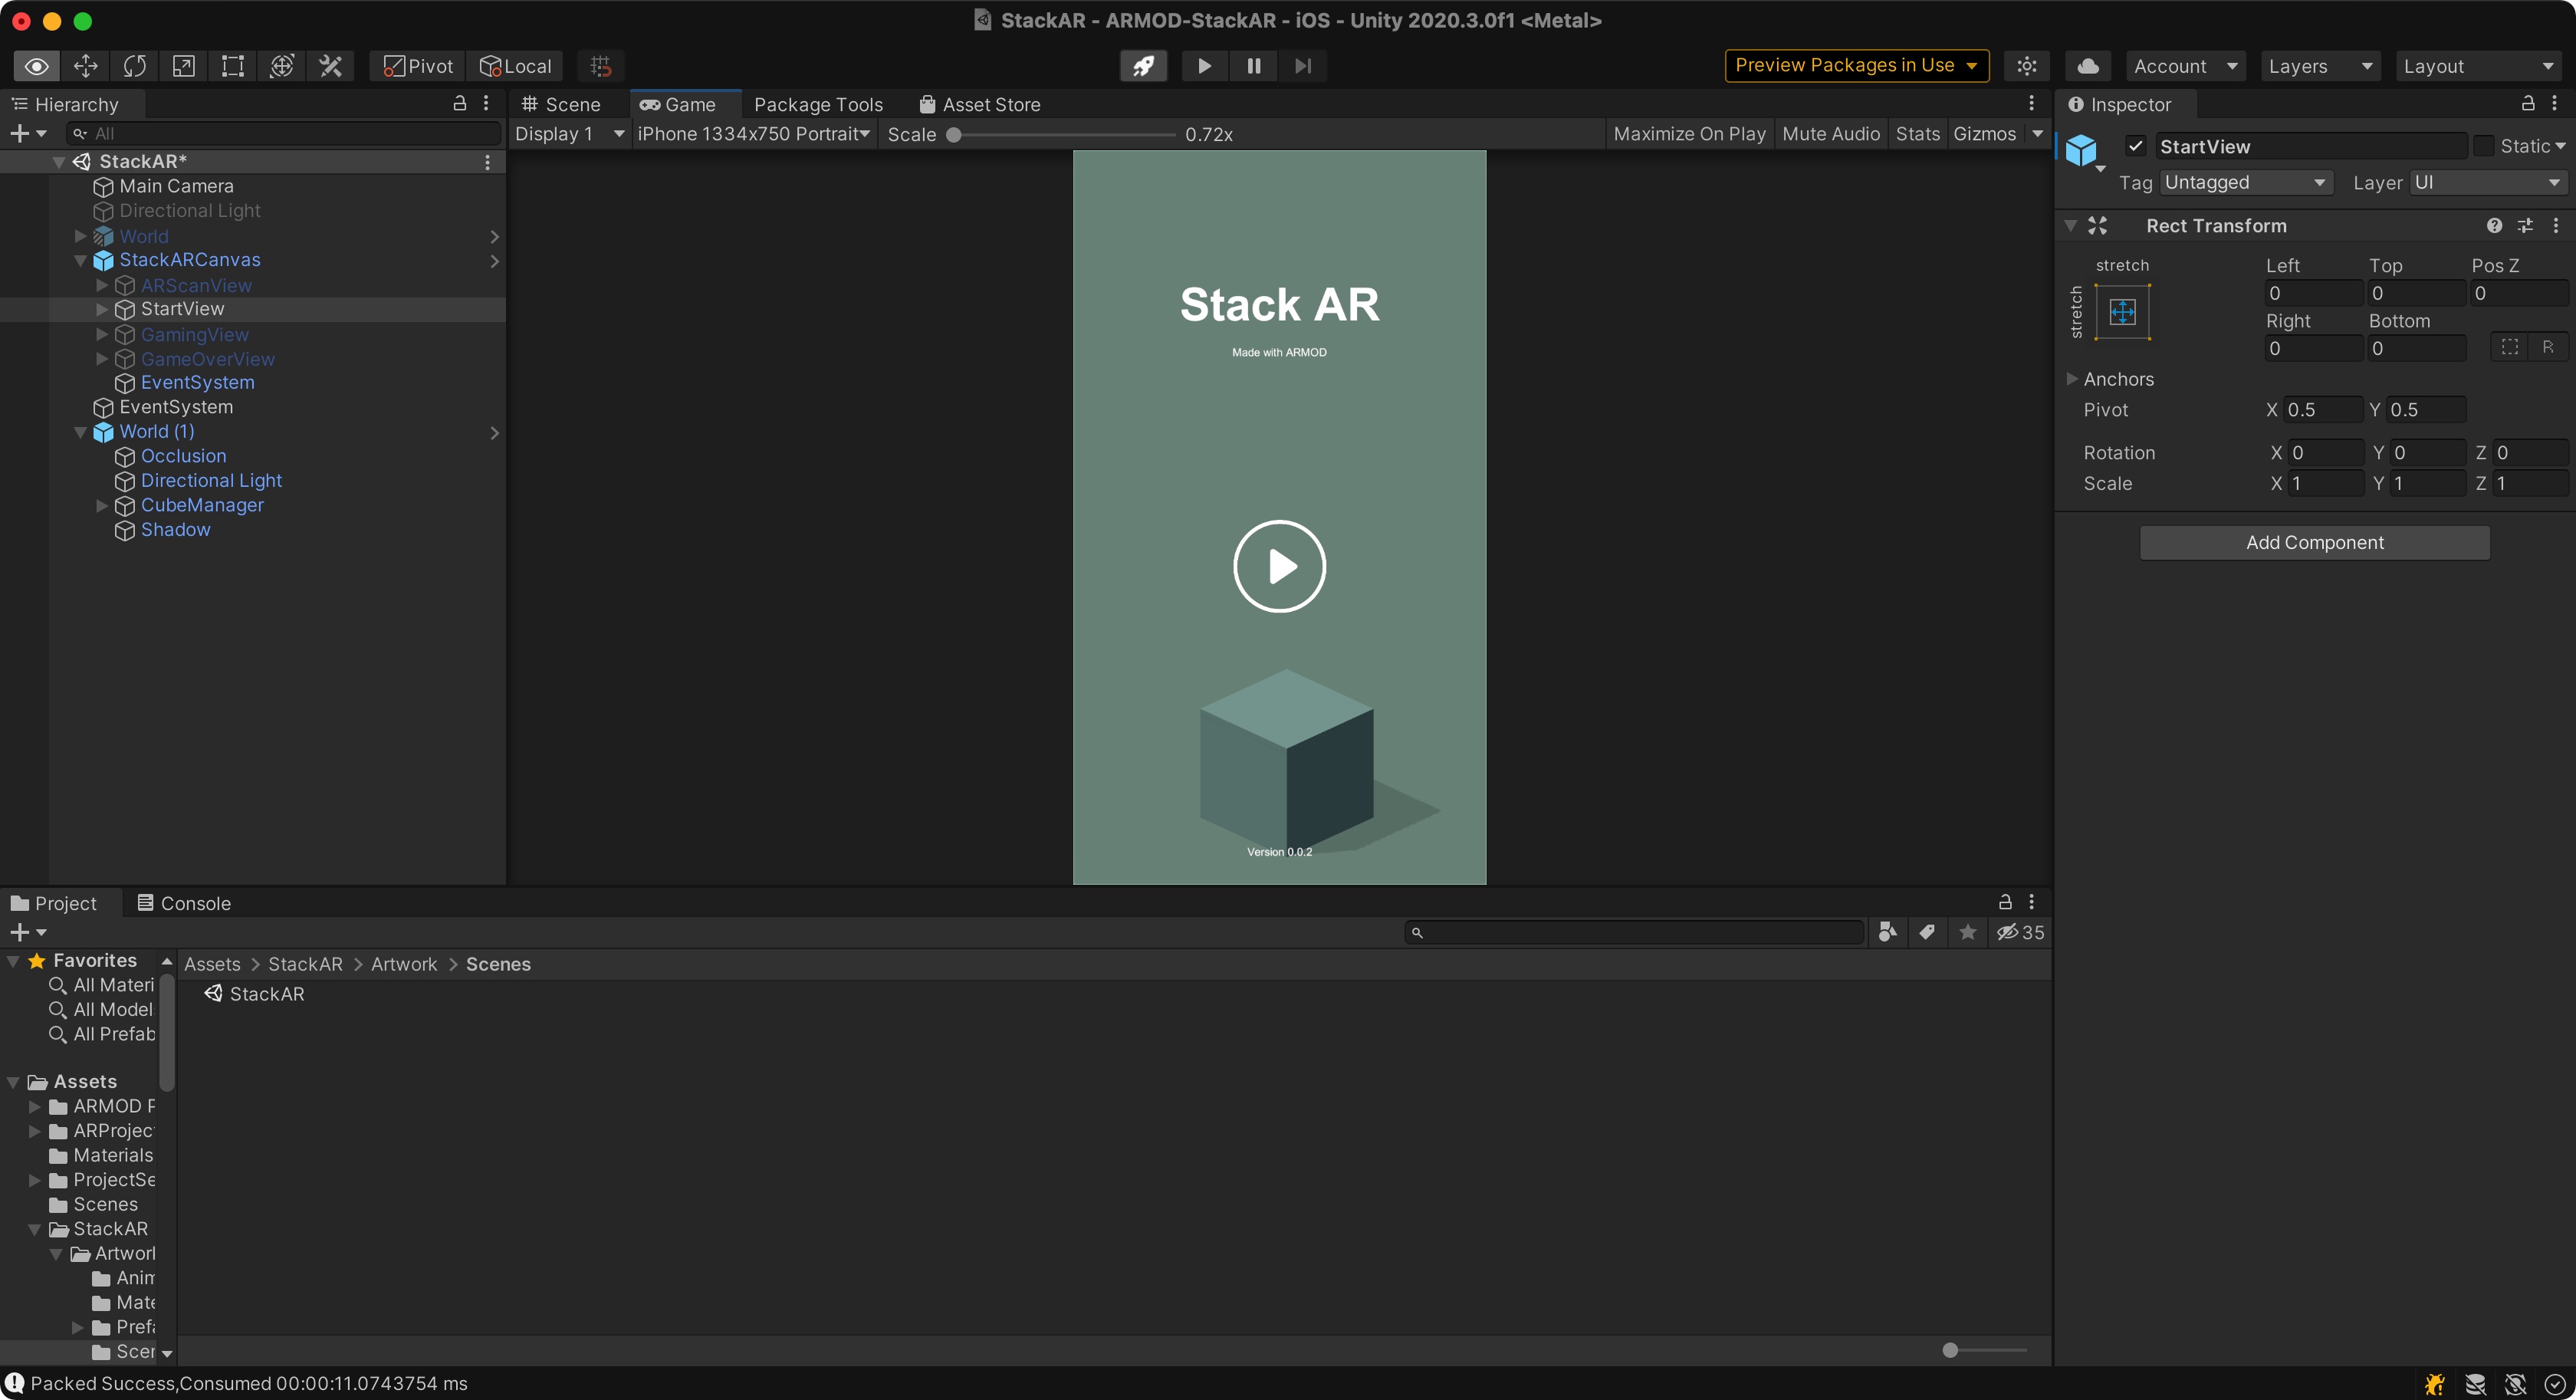 StackAR - ARMOD-StackAR - iOS - Unity 2020.3.0f1 <Metal>
Pivot Local Preview Packages in Use Account Layers Layout
Hierarchy
All
StackAR*
Main Camera
Directional Light
World
StackARCanvas
ARScanView
StartView
GamingView
GameOverView
EventSystem
EventSystem
World (1)
Occlusion
Directional Light
CubeManager
Shadow
Scene Game Package Tools Asset Store
Display 1 iPhone 1334x750 Portrait Scale 0.72x Maximize On Play Mute Audio Stats Gizmos
Stack AR
Made with ARMOD
Version 0.0.2
Inspector
StartView Static
Tag Untagged Layer UI
Rect Transform
stretch
stretch
Left Top Pos Z
0 0 0
Right Bottom
0 0 R
Anchors
Pivot X 0.5 Y 0.5
Rotation X 0 Y 0 Z 0
Scale X 1 Y 1 Z 1
Add Component
Project Console
35
Favorites
All Materi
All Model
All Prefab
Assets
ARMOD P
ARProjec
Materials
ProjectSe
Scenes
StackAR
Artwork
Anim
Mate
Prefa
Scen
Assets > StackAR > Artwork > Scenes
StackAR
Packed Success,Consumed 00:00:11.0743754 ms